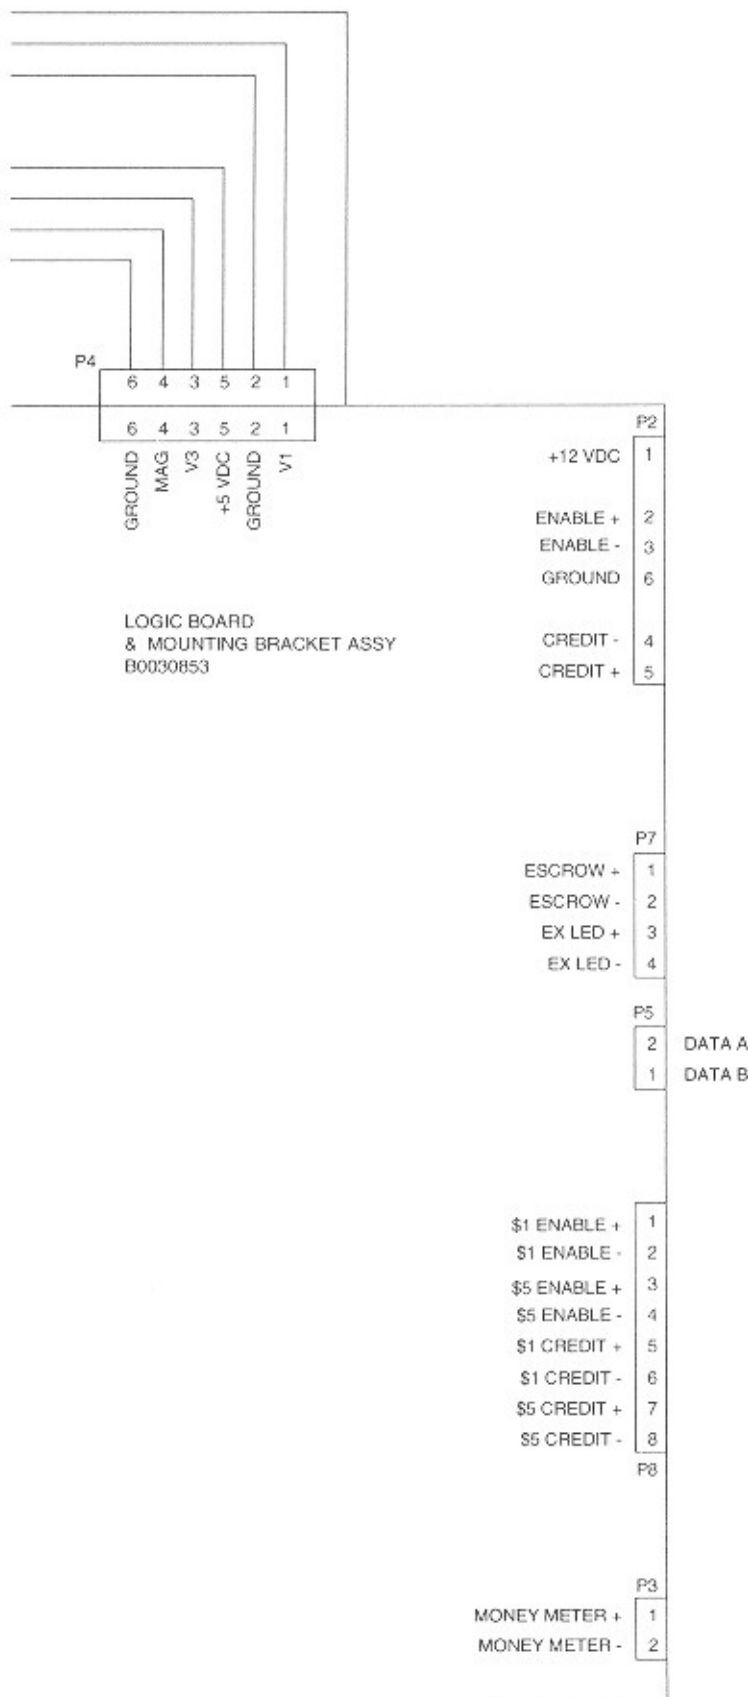 P4
6 4 3 5 2 1
6 4 3 5 2 1
GROUND
MAG
V3
+5 VDC
GROUND
V1
LOGIC BOARD
& MOUNTING BRACKET ASSY
B0030853
P2
+12 VDC 1
ENABLE + 2
ENABLE - 3
GROUND 6
CREDIT - 4
CREDIT + 5
P7
ESCROW + 1
ESCROW - 2
EX LED + 3
EX LED - 4
P5
2 DATA A
1 DATA B
$1 ENABLE + 1
$1 ENABLE - 2
$5 ENABLE + 3
$5 ENABLE - 4
$1 CREDIT + 5
$1 CREDIT - 6
$5 CREDIT + 7
$5 CREDIT - 8
P8
P3
MONEY METER + 1
MONEY METER - 2